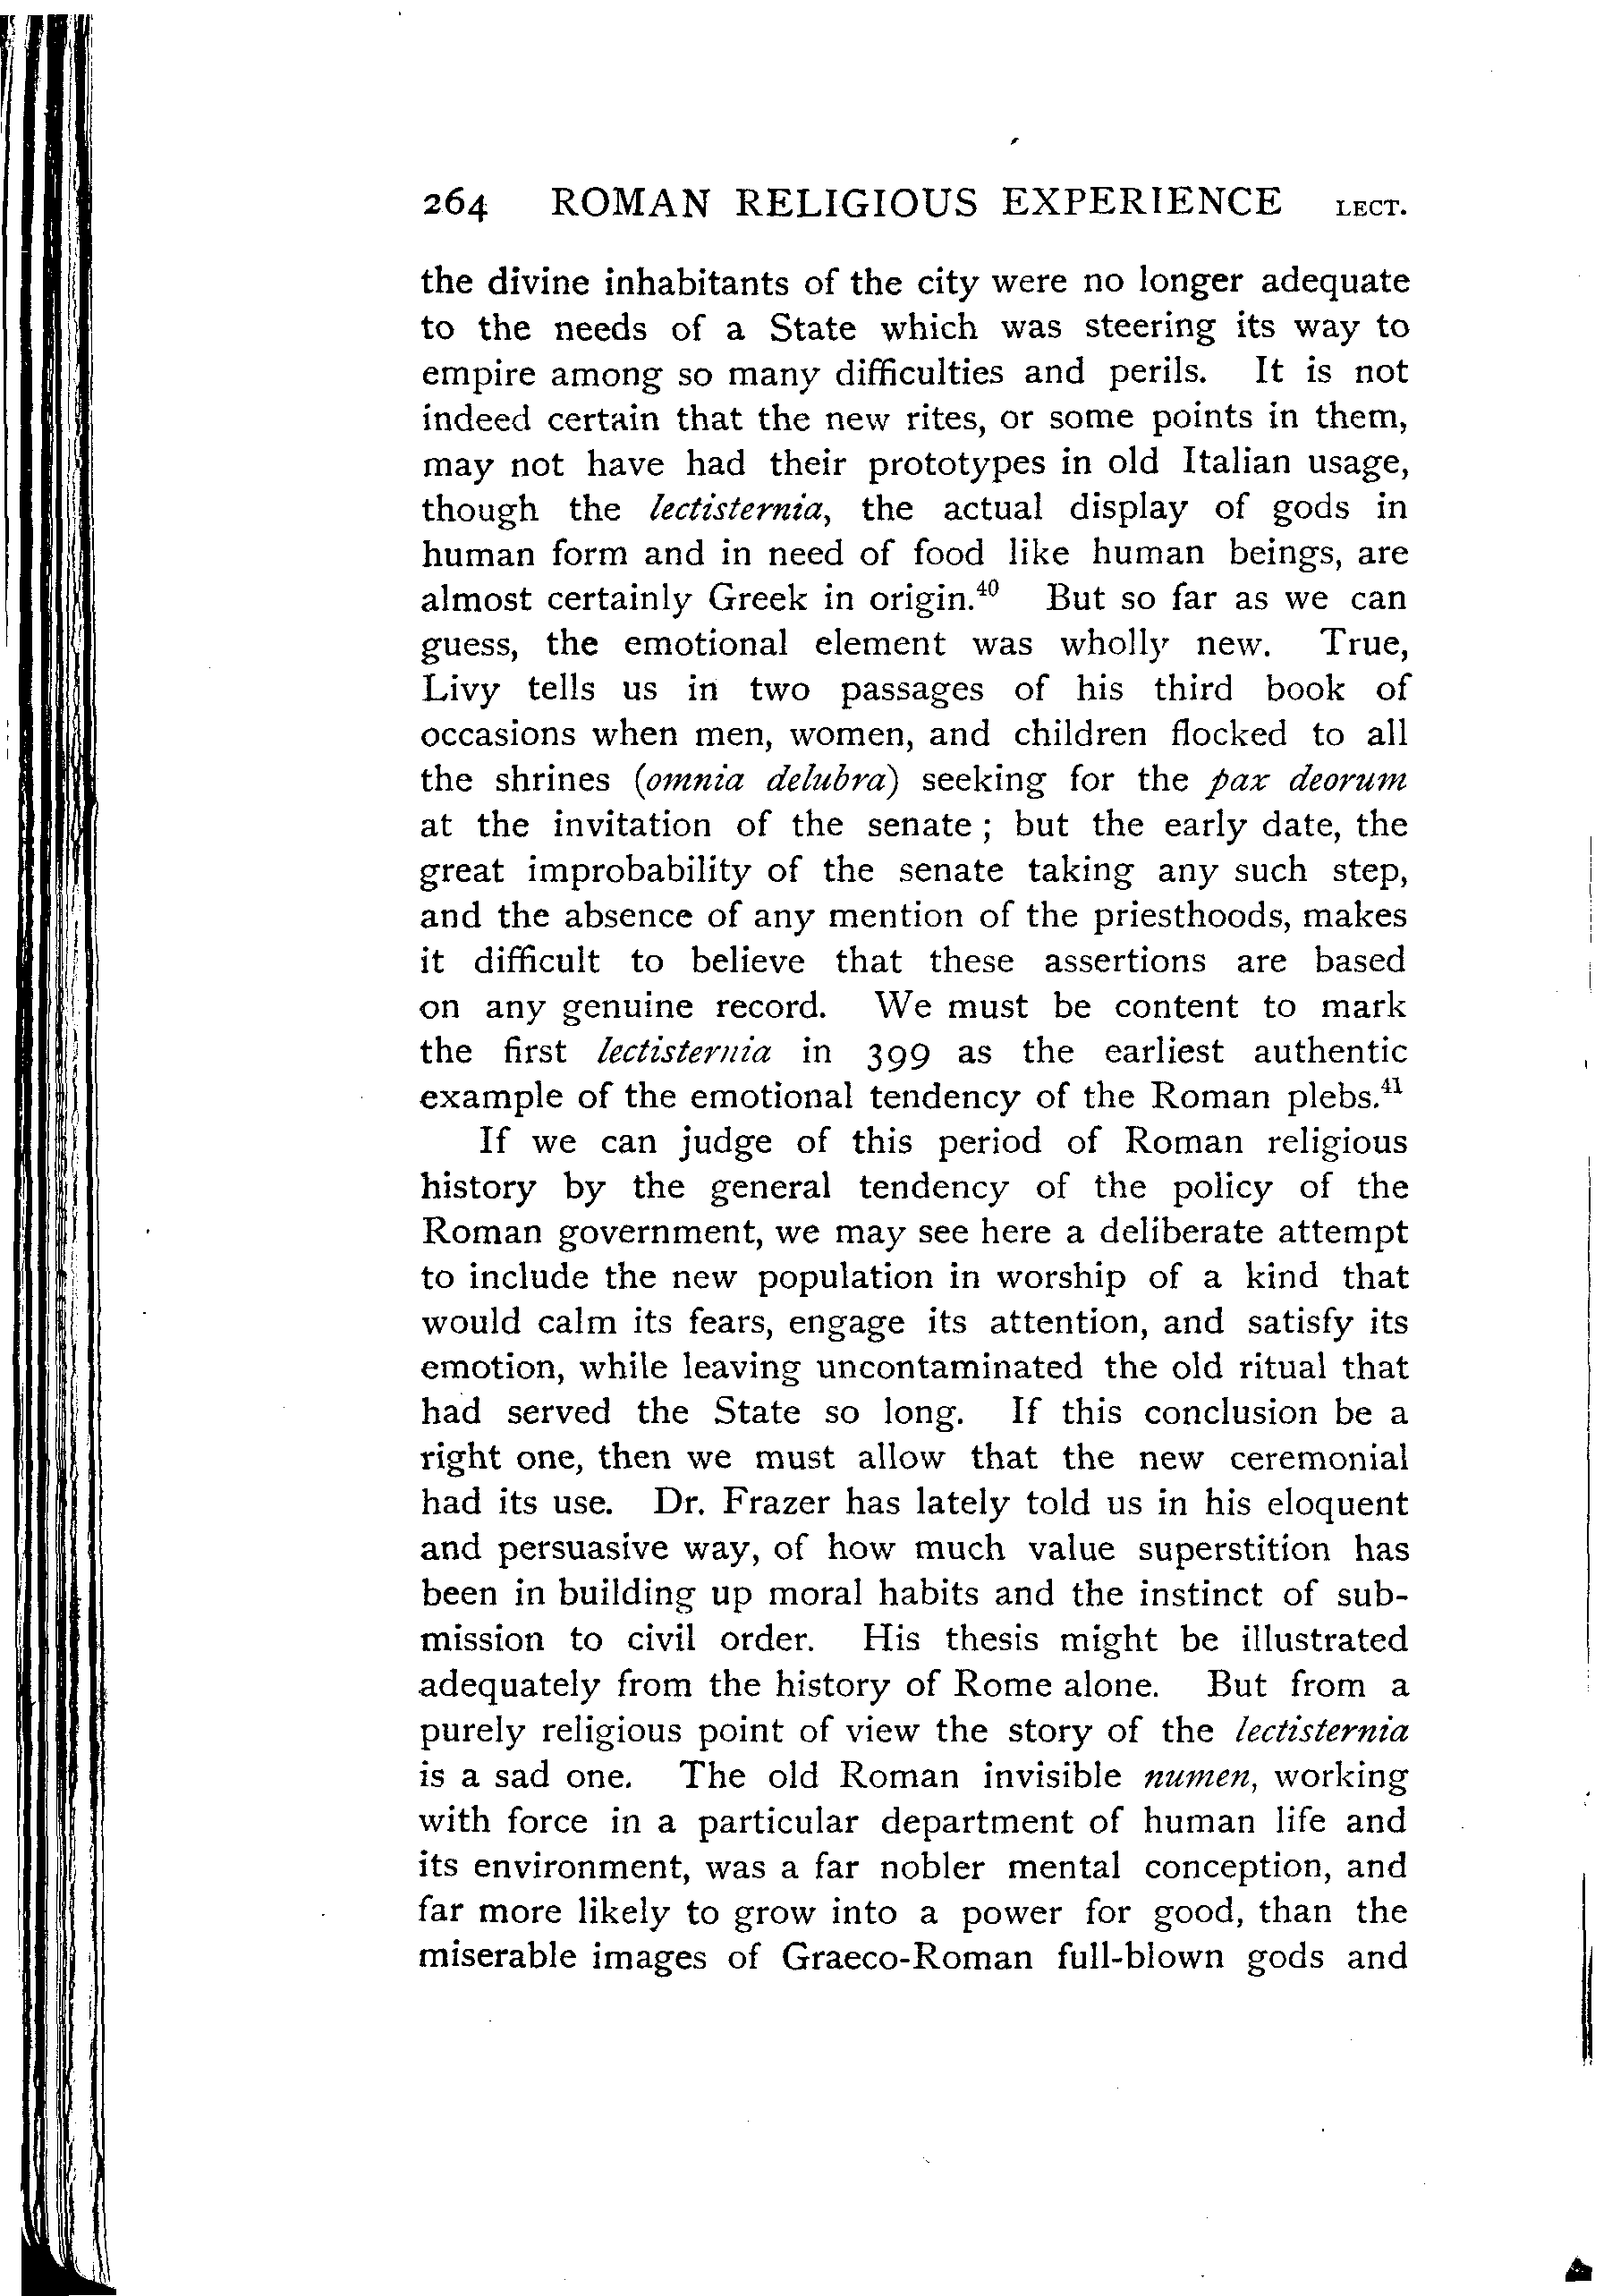 264 ROMAN RELIGIOUS EXPERIENCE LECT.
the divine inhabitants of the city were no longer adequate
to the needs of a State which was steering its way to
empire among so many difficulties and perils. It is not
indeed certain that the new rites, or some points in them,
may not have had their prototypes in old Italian usage,
though the lectisternia, the actual display of gods in
human form and in need of food like human beings, are
almost certainly Greek in origin.⁴⁰ But so far as we can
guess, the emotional element was wholly new. True,
Livy tells us in two passages of his third book of
occasions when men, women, and children flocked to all
the shrines (omnia delubra) seeking for the pax deorum
at the invitation of the senate ; but the early date, the
great improbability of the senate taking any such step,
and the absence of any mention of the priesthoods, makes
it difficult to believe that these assertions are based
on any genuine record. We must be content to mark
the first lectisternia in 399 as the earliest authentic
example of the emotional tendency of the Roman plebs.⁴¹
If we can judge of this period of Roman religious
history by the general tendency of the policy of the
Roman government, we may see here a deliberate attempt
to include the new population in worship of a kind that
would calm its fears, engage its attention, and satisfy its
emotion, while leaving uncontaminated the old ritual that
had served the State so long. If this conclusion be a
right one, then we must allow that the new ceremonial
had its use. Dr. Frazer has lately told us in his eloquent
and persuasive way, of how much value superstition has
been in building up moral habits and the instinct of sub-
mission to civil order. His thesis might be illustrated
adequately from the history of Rome alone. But from a
purely religious point of view the story of the lectisternia
is a sad one. The old Roman invisible numen, working
with force in a particular department of human life and
its environment, was a far nobler mental conception, and
far more likely to grow into a power for good, than the
miserable images of Graeco-Roman full-blown gods and